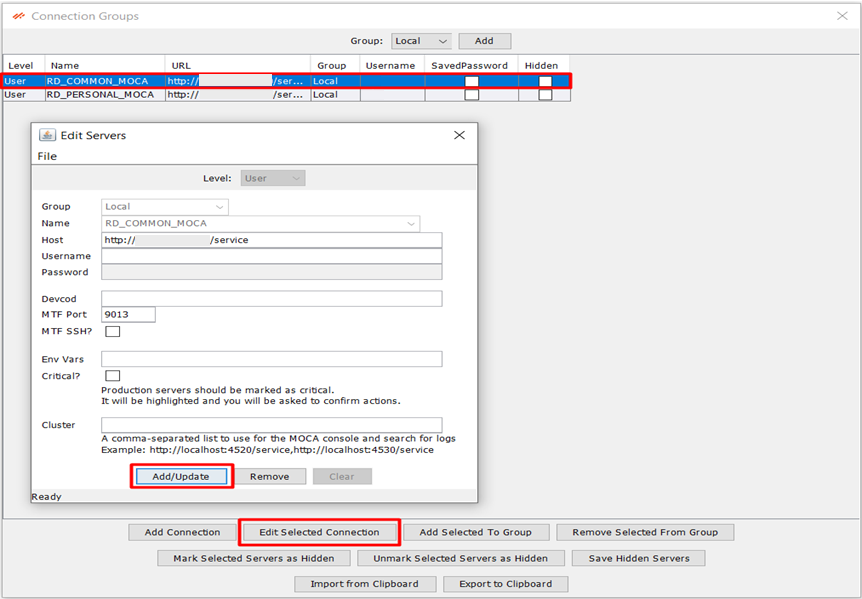 Connection Groups
Group: Local Add
Level Name URL Group Username SavedPassword Hidden
User RD_COMMON_MOCA http:// /ser... Local
User RD_PERSONAL_MOCA http:// /ser... Local
Edit Servers
File
Level: User
Group Local
Name RD_COMMON_MOCA
Host http:// /service
Username
Password
Devcod
MTF Port 9013
MTF SSH?
Env Vars
Critical?
Production servers should be marked as critical.
It will be highlighted and you will be asked to confirm actions.
Cluster
A comma-separated list to use for the MOCA console and search for logs
Example: http://localhost:4520/service,http://localhost:4530/service
Add/Update Remove Clear
Ready
Add Connection Edit Selected Connection Add Selected To Group Remove Selected From Group
Mark Selected Servers as Hidden Unmark Selected Servers as Hidden Save Hidden Servers
Import from Clipboard Export to Clipboard